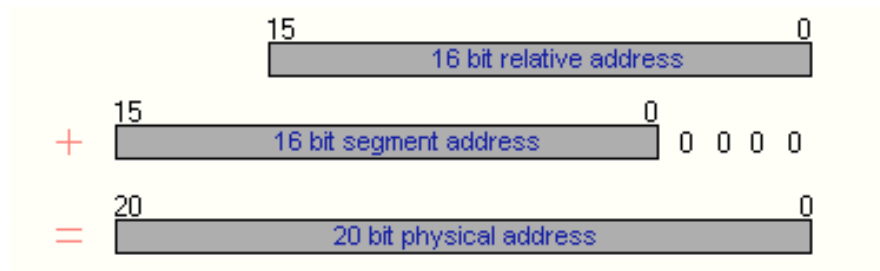 15 0
16 bit relative address
15 0
+ 16 bit segment address 0 0 0 0
20 0
= 20 bit physical address